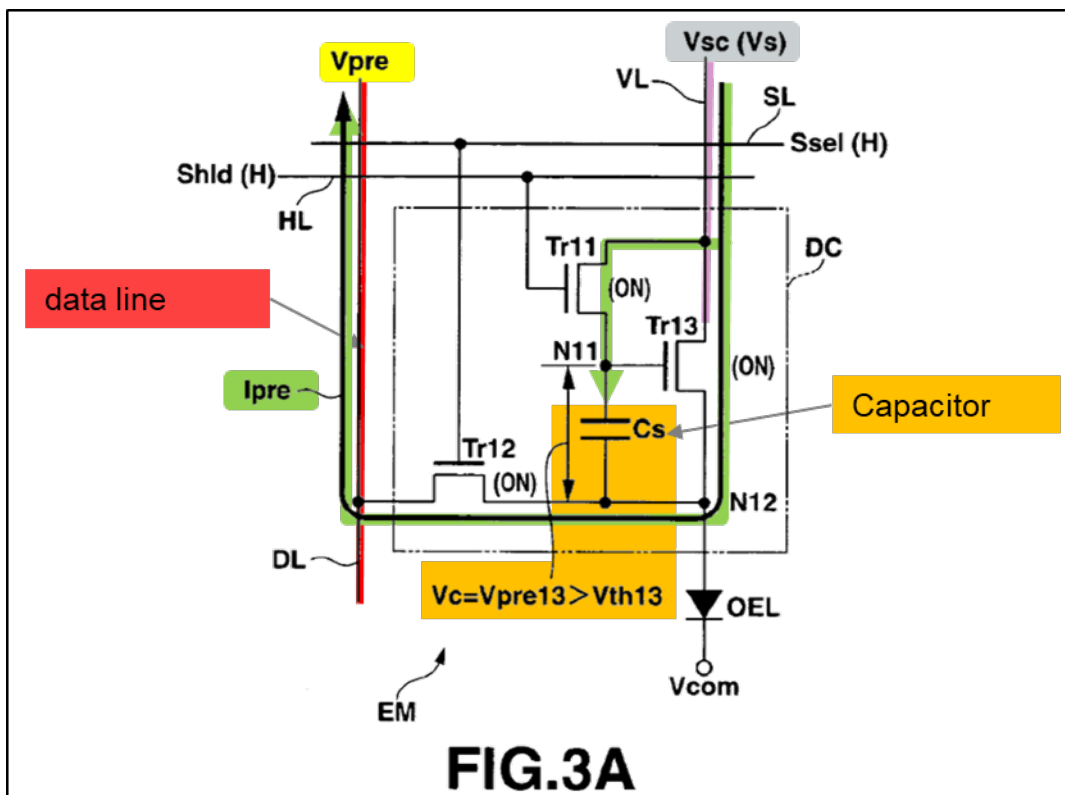 Vpre
Vsc (Vs)
VL
SL
Ssel (H)
Shld (H)
HL
Tr11
DC
(ON)
data line
Tr13
N11
(ON)
Ipre
Capacitor
Cs
Tr12
(ON)
N12
DL
Vc=Vpre13>Vth13
OEL
Vcom
EM
FIG.3A